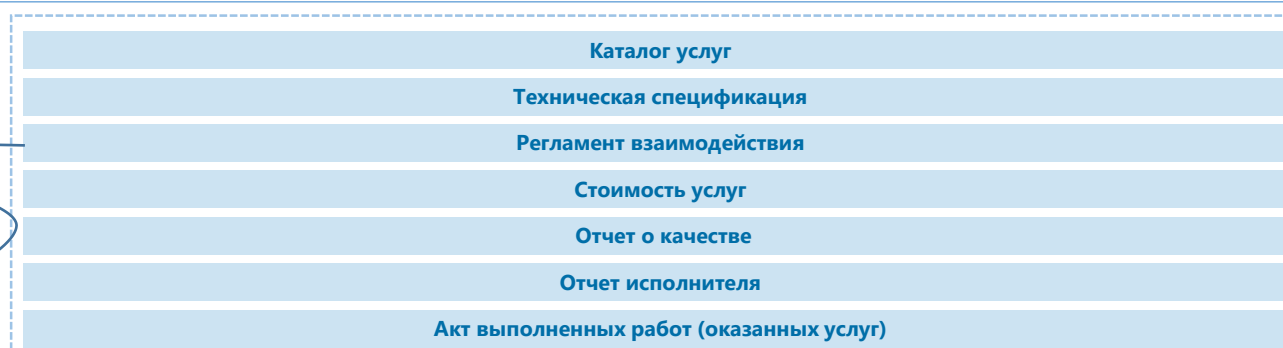 Каталог услуг
Техническая спецификация
Регламент взаимодействия
Стоимость услуг
Отчет о качестве
Отчет исполнителя
Акт выполненных работ (оказанных услуг)